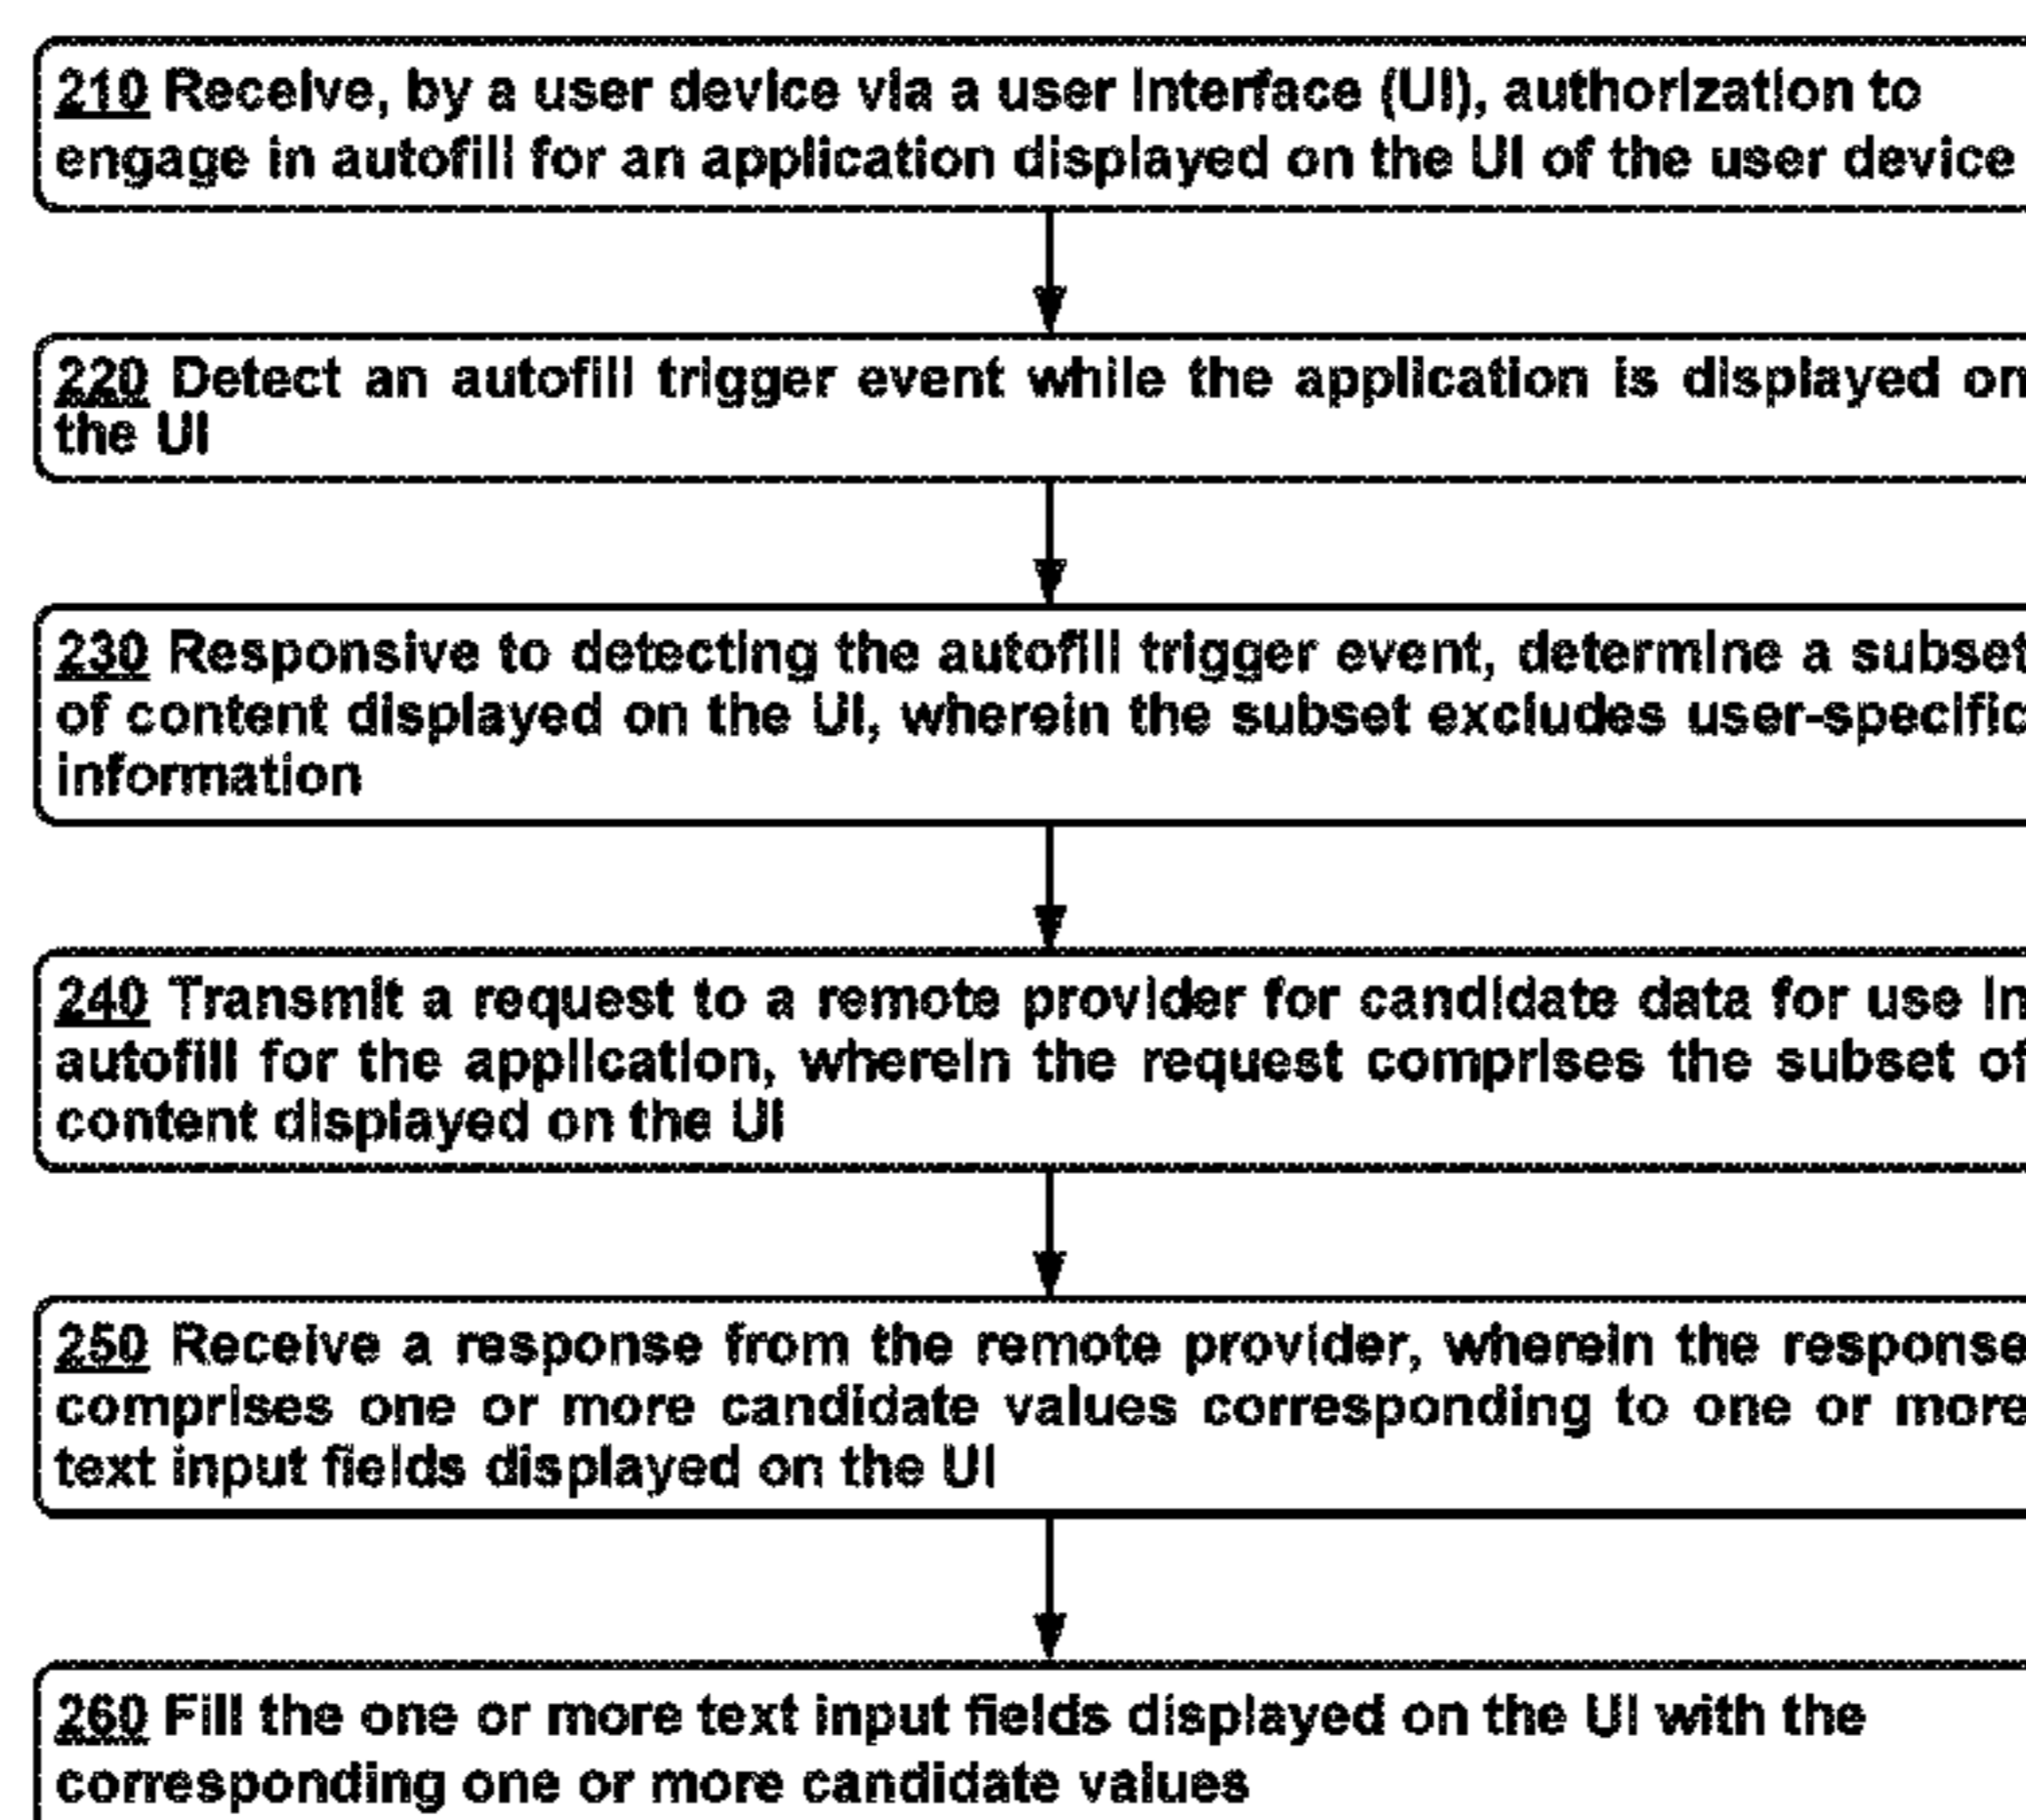 210 Receive, by a user device via a user interface (UI), authorization to
engage in autofill for an application displayed on the UI of the user device
220 Detect an autofill trigger event while the application is displayed on
the UI
230 Responsive to detecting the autofill trigger event, determine a subset
of content displayed on the UI, wherein the subset excludes user-specific
information
240 Transmit a request to a remote provider for candidate data for use in
autofill for the application, wherein the request comprises the subset of
content displayed on the UI
250 Receive a response from the remote provider, wherein the response
comprises one or more candidate values corresponding to one or more
text input fields displayed on the UI
260 Fill the one or more text input fields displayed on the UI with the
corresponding one or more candidate values